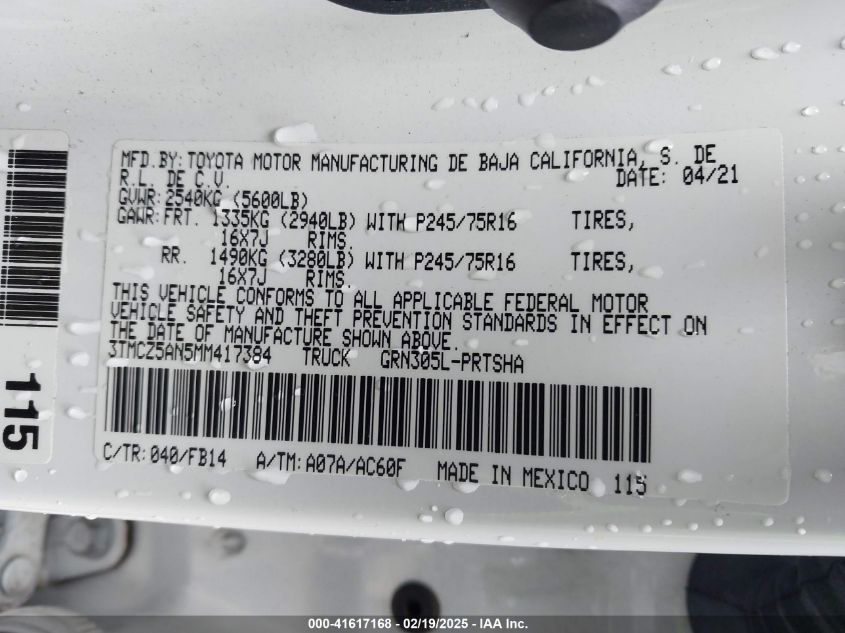 MFD.BY:TOYOTA MOTOR MANUFACTURING DE BAJA CALIFORNIA, S. DE
R.L. DE C.V. DATE: 04/21
GVWR:2540KG (5600LB)
GAWR:FRT. 1335KG (2940LB) WITH P245/75R16 TIRES,
16X7J RIMS.
RR. 1490KG (3280LB) WITH P245/75R16 TIRES,
16X7J RIMS.
THIS VEHICLE CONFORMS TO ALL APPLICABLE FEDERAL MOTOR
VEHICLE SAFETY AND THEFT PREVENTION STANDARDS IN EFFECT ON
THE DATE OF MANUFACTURE SHOWN ABOVE.
3TMCZ5AN5MM417384 TRUCK GRN305L-PRTSHA
C/TR:040/FB14 A/TM:A07A/AC60F MADE IN MEXICO 115
115
000-41617168 - 02/19/2025 - IAA Inc.